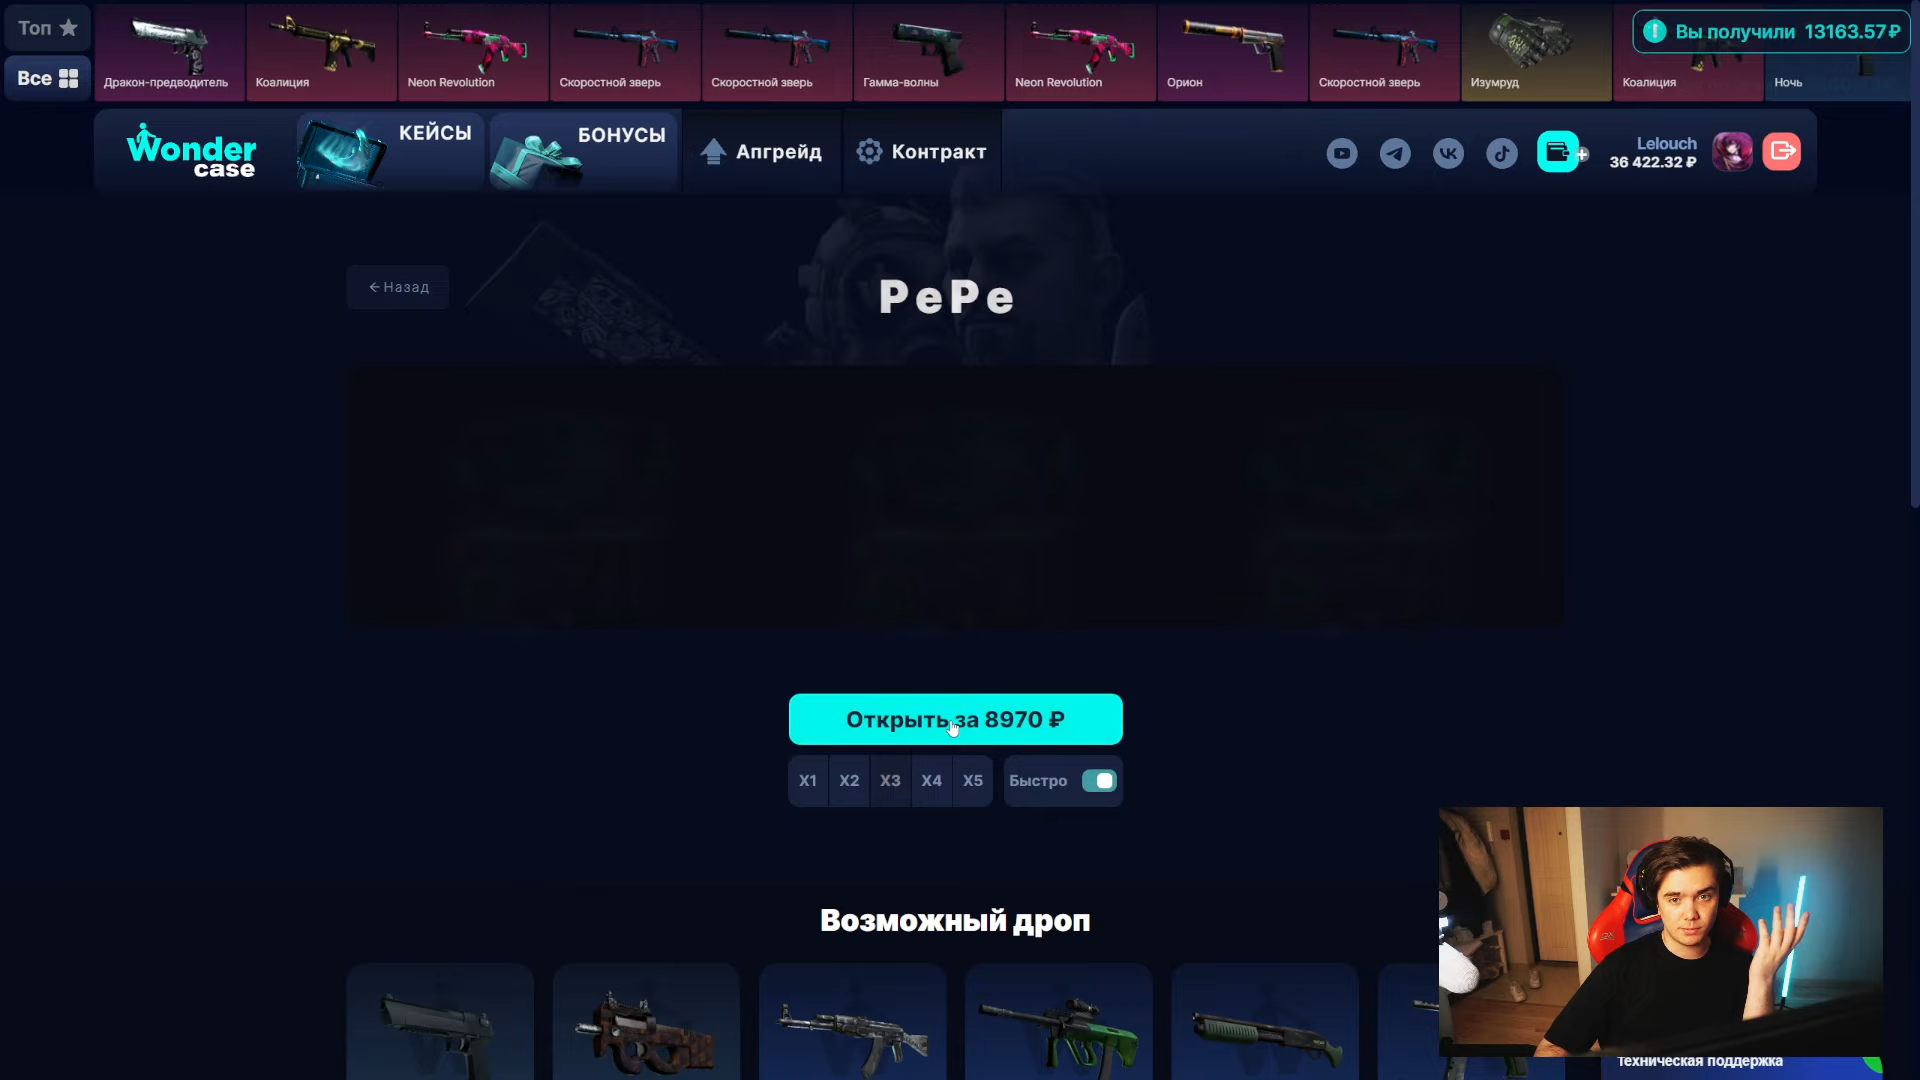 Топ
Все
Дракон-предводитель
Коалиция
Neon Revolution
Скоростной зверь
Скоростной зверь
Гамма-волны
Neon Revolution
Орион
Скоростной зверь
Изумруд
Коалиция
Ночь
Вы получили 13163.57₽
Wonder
case
КЕЙСЫ
БОНУСЫ
Апгрейд
Контракт
Lelouch
36 422.32 ₽
Назад
PePe
Открыть за 8970 ₽
X1 X2 X3 X4 X5
Быстро
Возможный дроп
Техническая поддержка